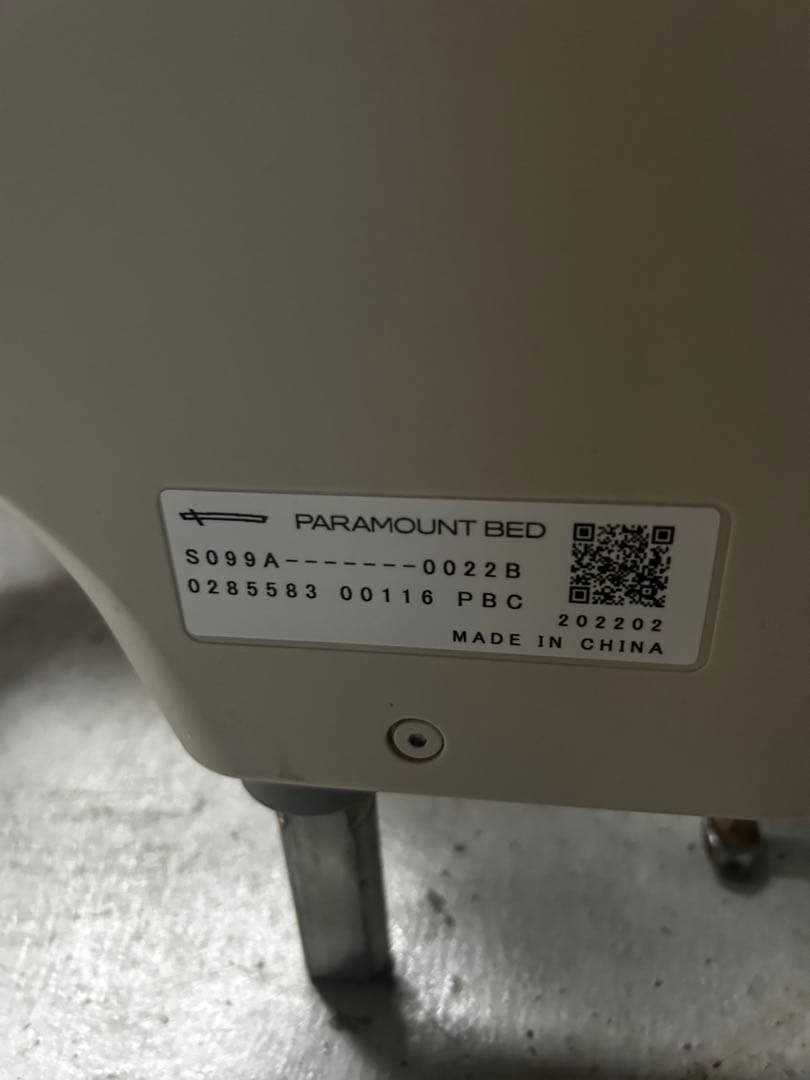 PARAMOUNT BED
S099A-------0022B
0285583 00116 PBC
202202
MADE IN CHINA